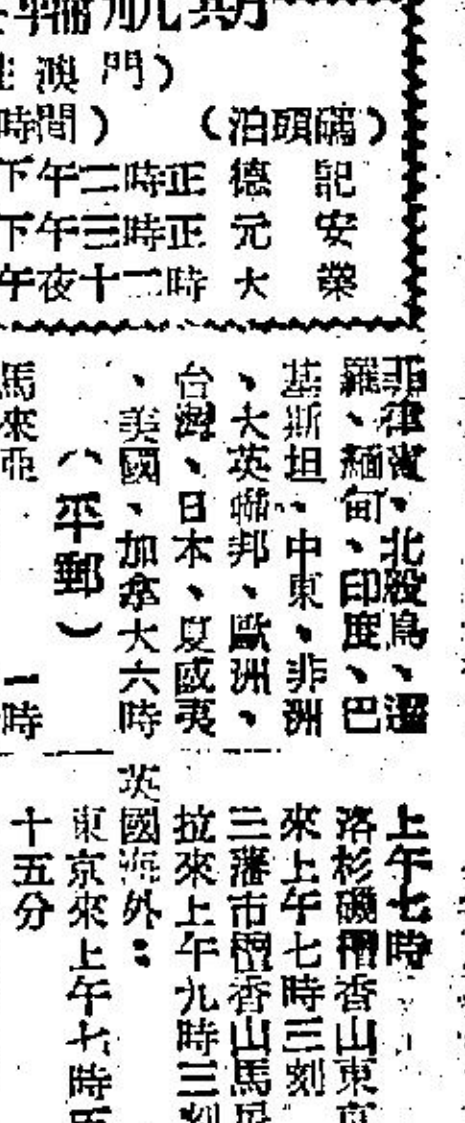 輪航期
澳門）
時間）（泊頭碼）
下午二時正 德記
下午三時正 元安
午夜十二時 大榮
菲律賓、北般鳥、暹
羅、緬甸、印度、巴
基斯坦、中東、非洲
、大英聯邦、歐洲、
台灣、日本、夏威夷
、美國、加拿大六時
（平郵）
馬來亞 一時
上午七時
洛杉磯檀香山東京
來上午七時三刻
三藩市檀香山馬尼
拉來上午九時三刻
英國海外：
東京來上午七時
十五分